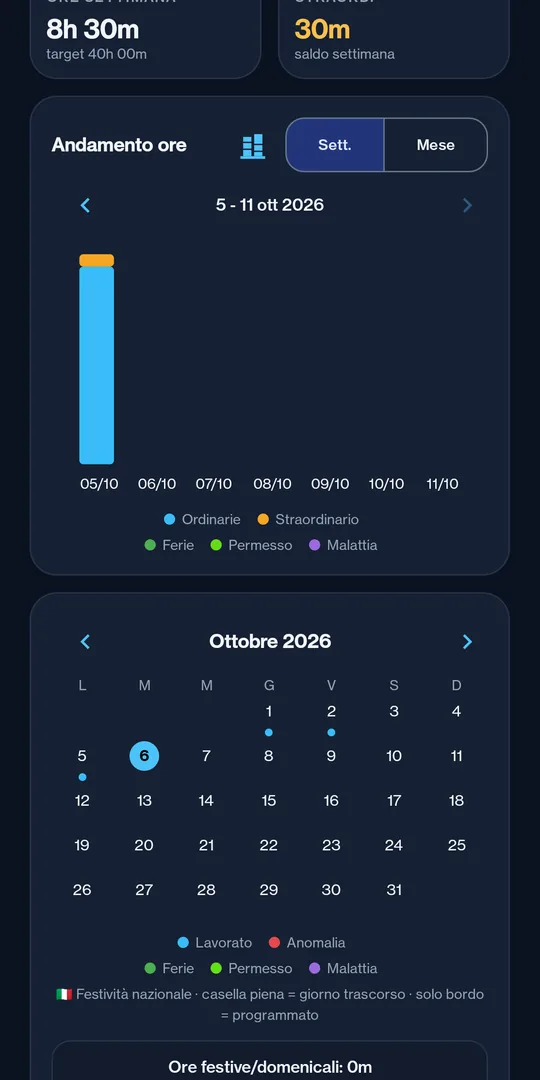 8h 30m
30m
target 40h 00m
saldo settimana
Andamento ore
Sett.
Mese
5 - 11 ott 2026
05/10 06/10 07/10 08/10 09/10 10/10 11/10
Ordinarie Straordinario
Ferie Permesso Malattia
Ottobre 2026
L M M G V S D
1 2 3 4
5 6 7 8 9 10 11
12 13 14 15 16 17 18
19 20 21 22 23 24 25
26 27 28 29 30 31
Lavorato Anomalia
Ferie Permesso Malattia
Festività nazionale · casella piena = giorno trascorso · solo bordo
= programmato
Ore festive/domenicali: 0m